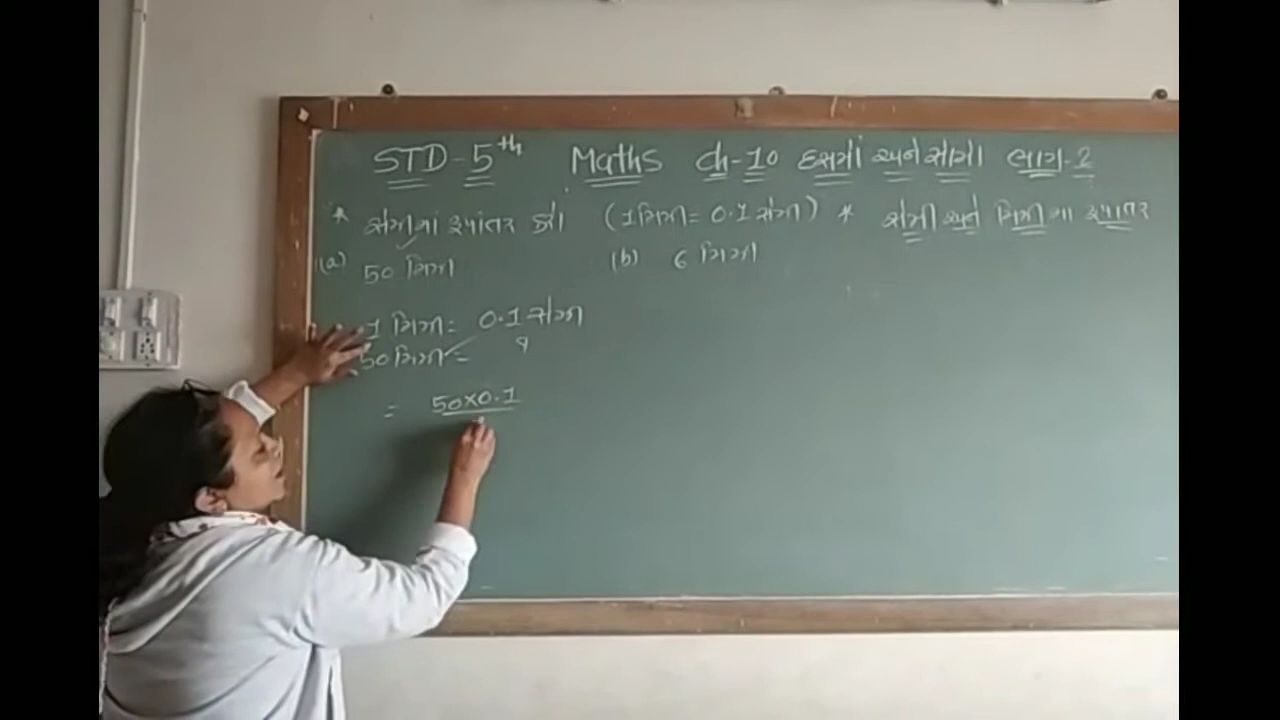 STD-5th Maths Ch-10 દસમાં અને સોમાં ભાગ-2
* સેમીમાં રૂપાંતર કરો (1 મિમી = 0.1 સેમી) * સેમી અને મિમી મા રૂપાંતર
(a) 50 મિમી (b) 6 મિમી
1 મિમી = 0.1 સેમી
50 મિમી = ?
= 50×0.1